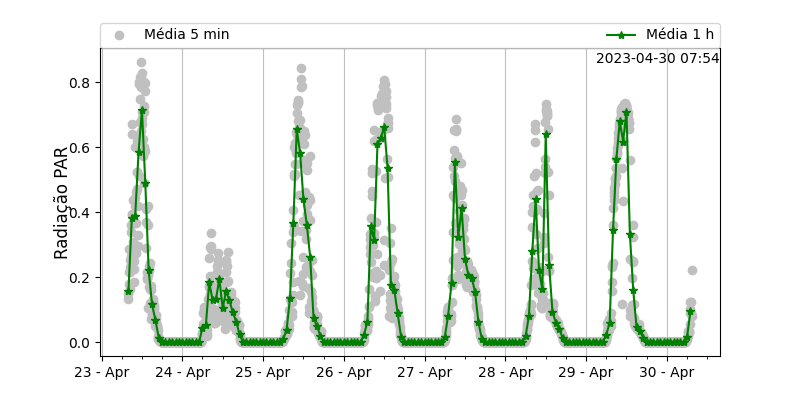 Média 5 min
Média 1 h
2023-04-30 07:54
Radiação PAR
0.8
0.6
0.4
0.2
0.0
23 - Apr
24 - Apr
25 - Apr
26 - Apr
27 - Apr
28 - Apr
29 - Apr
30 - Apr